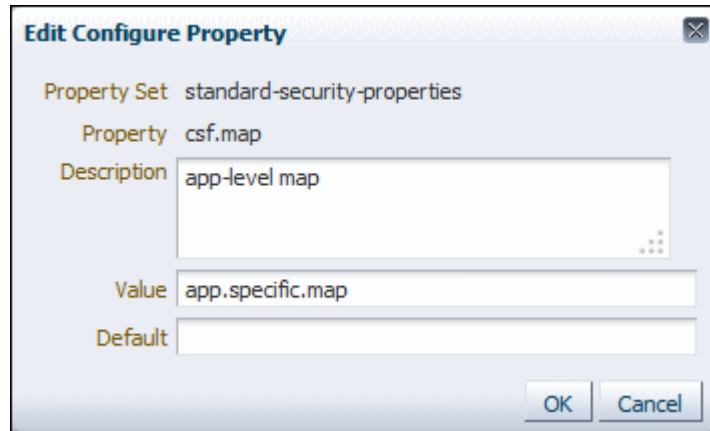 Edit Configure Property
Property Set standard-security-properties
Property csf.map
Description app-level map
Value app.specific.map
Default
OK Cancel